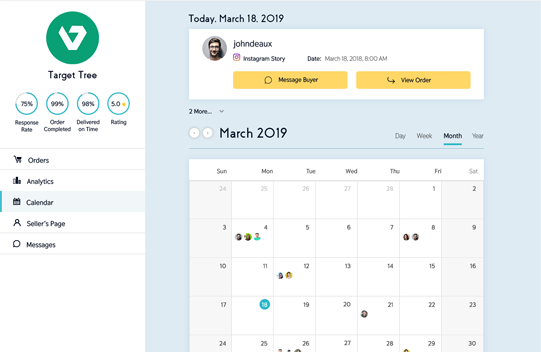 Target Tree
75% 99% 98% 5.0
Response Rate
Order Completed
Delivered on Time
Rating
Orders
Analytics
Calendar
Seller's Page
Messages
Today, March 18, 2019
johndeaux
Instagram Story Date: March 18, 2018, 8:00 AM
Message Buyer View Order
2 More...
March 2019
Day Week Month Year
Sun Mon Tue Wed Thu Fri Sat
24 25 26 27 28 1 2
3 4 5 6 7 8 9
10 11 12 13 14 15 16
17 18 19 20 21 22 23
24 25 26 27 28 29 30